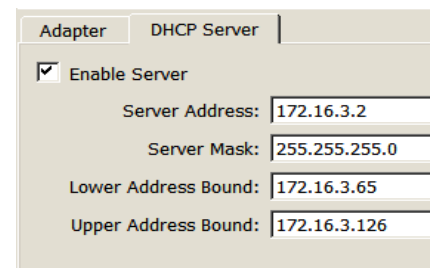 Adapter DHCP Server
Enable Server
Server Address: 172.16.3.2
Server Mask: 255.255.255.0
Lower Address Bound: 172.16.3.65
Upper Address Bound: 172.16.3.126